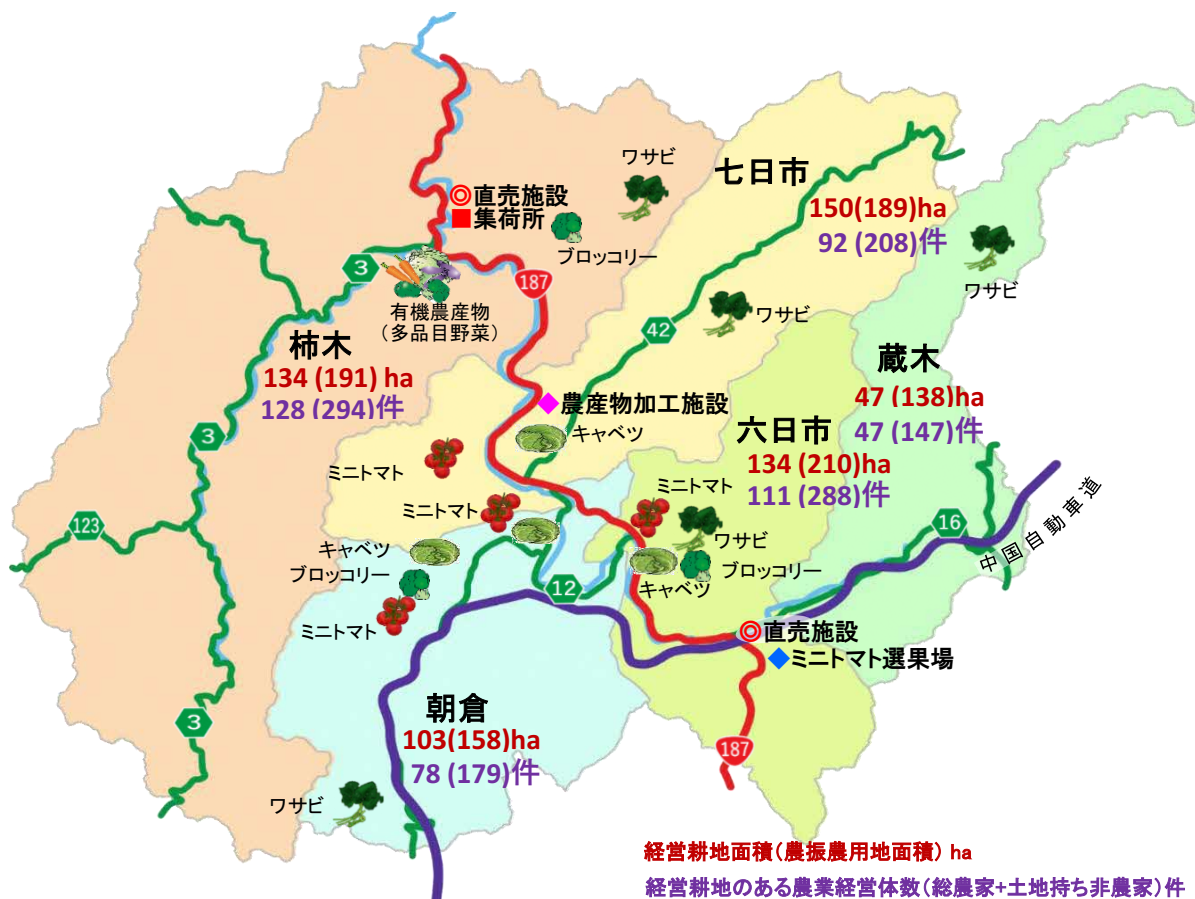 ワサビ
七日市
150(189)ha
92 (208)件
直売施設
集荷所
ブロッコリー
ワサビ
3
187
有機農産物
(多品目野菜)
ワサビ
42
柿木
134 (191) ha
128 (294)件
蔵木
47 (138)ha
47 (147)件
農産物加工施設
キャベツ
六日市
134 (210)ha
111 (288)件
3
ミニトマト
ミニトマト
ミニトマト
123
16
中国自動車道
キャベツ
ワサビ
ブロッコリー
ブロッコリー
キャベツ
12
ミニトマト
直売施設
ミニトマト選果場
朝倉
103(158)ha
78 (179)件
3
187
ワサビ
経営耕地面積(農振農用地面積) ha
経営耕地のある農業経営体数(総農家+土地持ち非農家)件